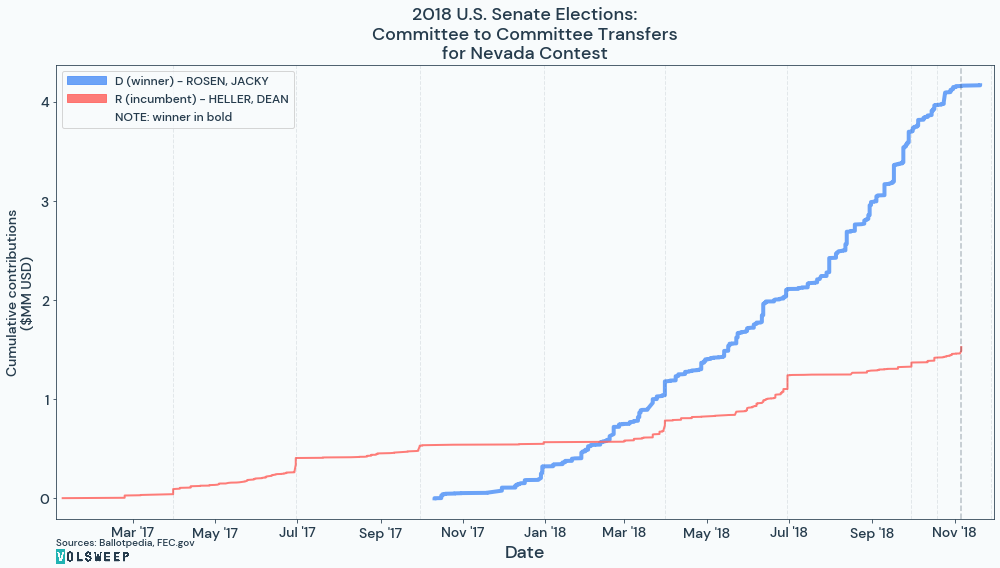 2018 U.S. Senate Elections:
Committee to Committee Transfers
for Nevada Contest
D (winner) - ROSEN, JACKY
R (incumbent) - HELLER, DEAN
NOTE: winner in bold
Cumulative contributions
($MM USD)
4
3
2
1
0
Mar '17
May '17
Jul '17
Sep '17
Nov '17
Jan '18
Mar '18
May '18
Jul '18
Sep '18
Nov '18
Date
Sources: Ballotpedia, FEC.gov
VOLSWEEP